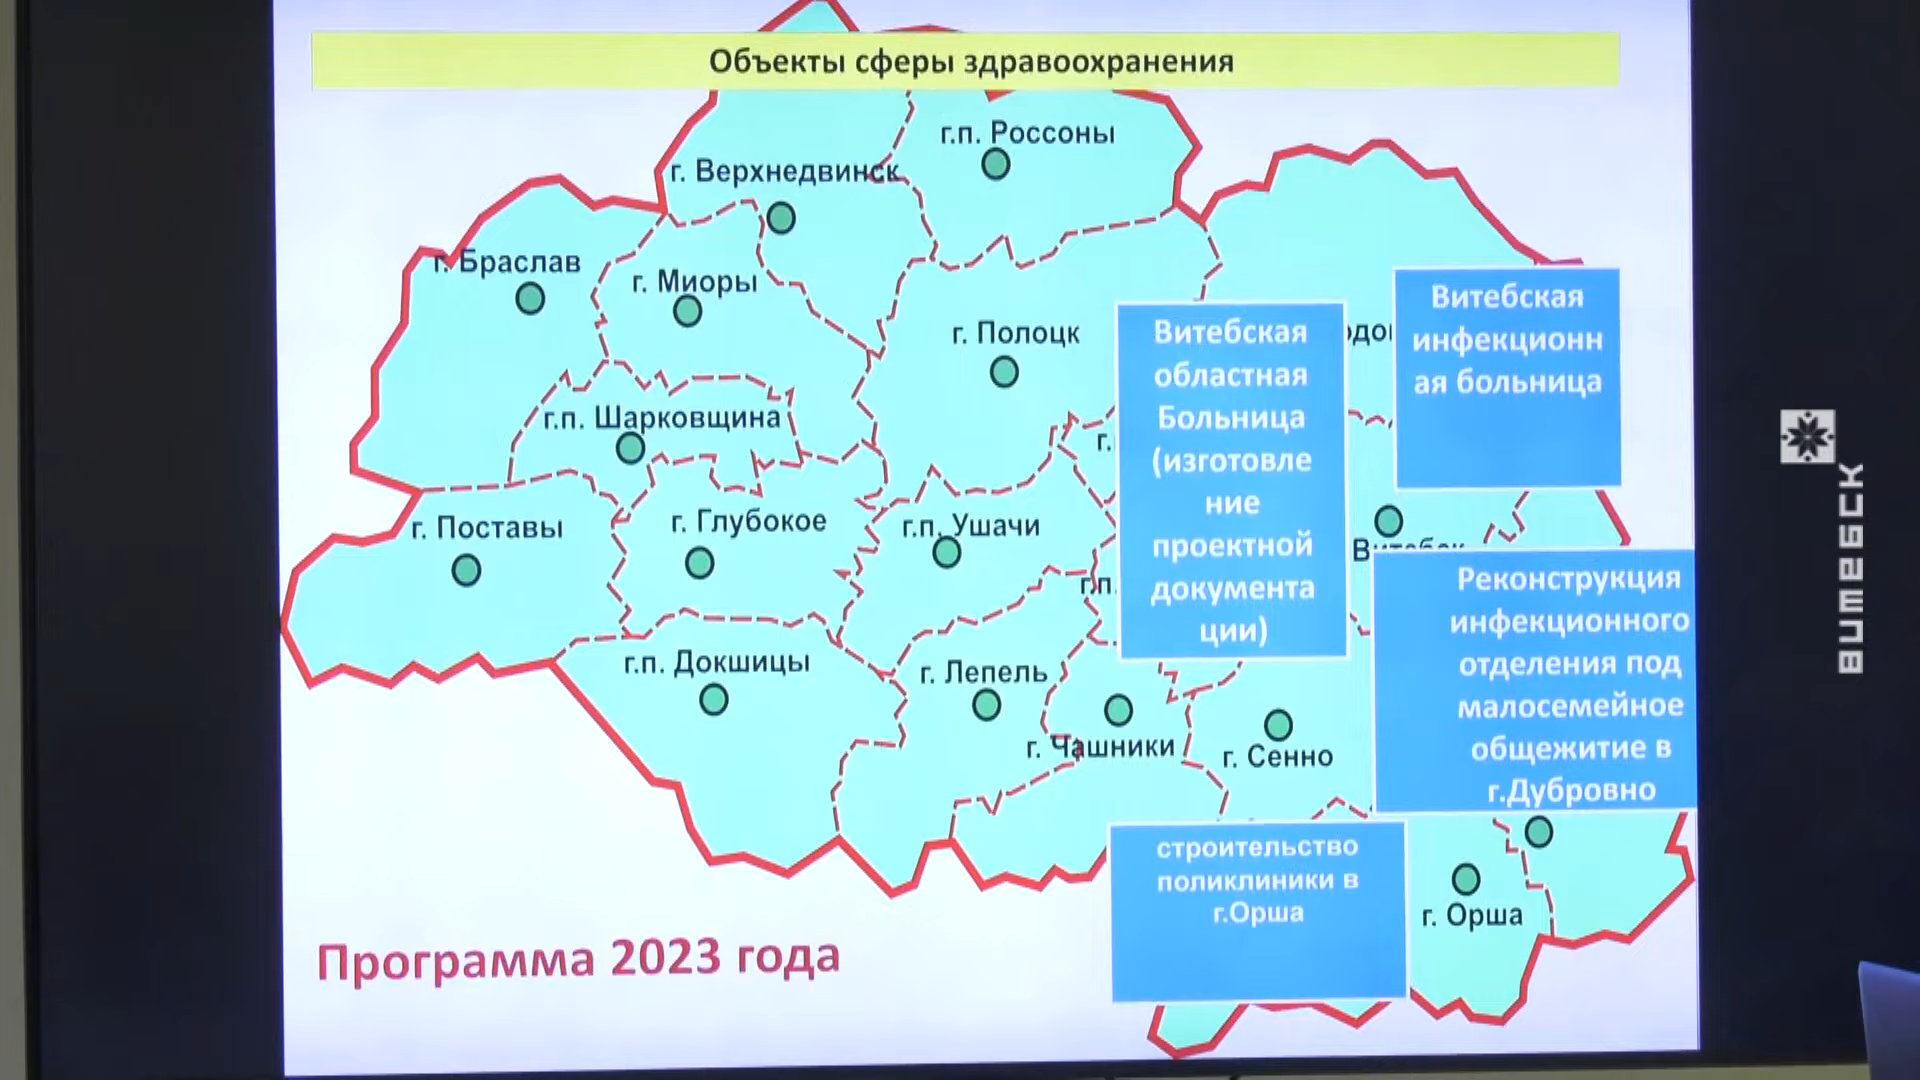 Объекты сферы здравоохранения
г.п. Россоны
г. Верхнедвинск
г. Браслав
г. Миоры
г. Полоцк
г.п. Шарковщина
г. Поставы
г. Глубокое
г.п. Ушачи
г.п. Докшицы
г. Лепель
г. Чашники
г. Сенно
г. Орша
Витебская
областная
Больница
(изготовле
ние
проектной
документа
ции)
Витебская
инфекционн
ая больница
Реконструкция
инфекционного
отделения под
малосемейное
общежитие в
г.Дубровно
строительство
поликлиники в
г.Орша
Программа 2023 года
ВИТЕБСК